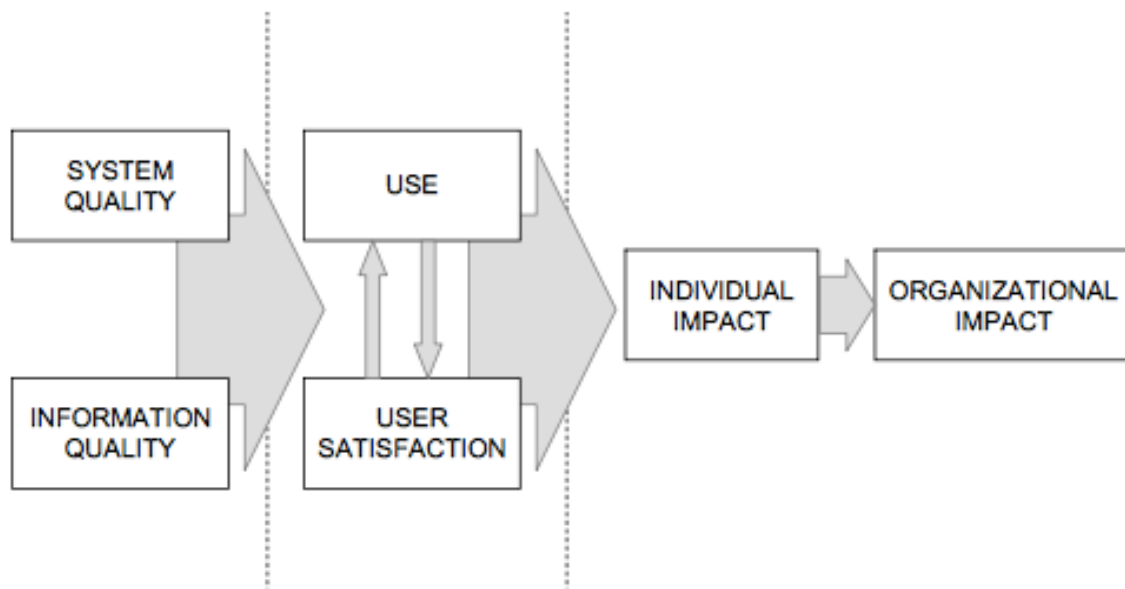 SYSTEM
QUALITY
INFORMATION
QUALITY
USE
USER
SATISFACTION
INDIVIDUAL
IMPACT
ORGANIZATIONAL
IMPACT